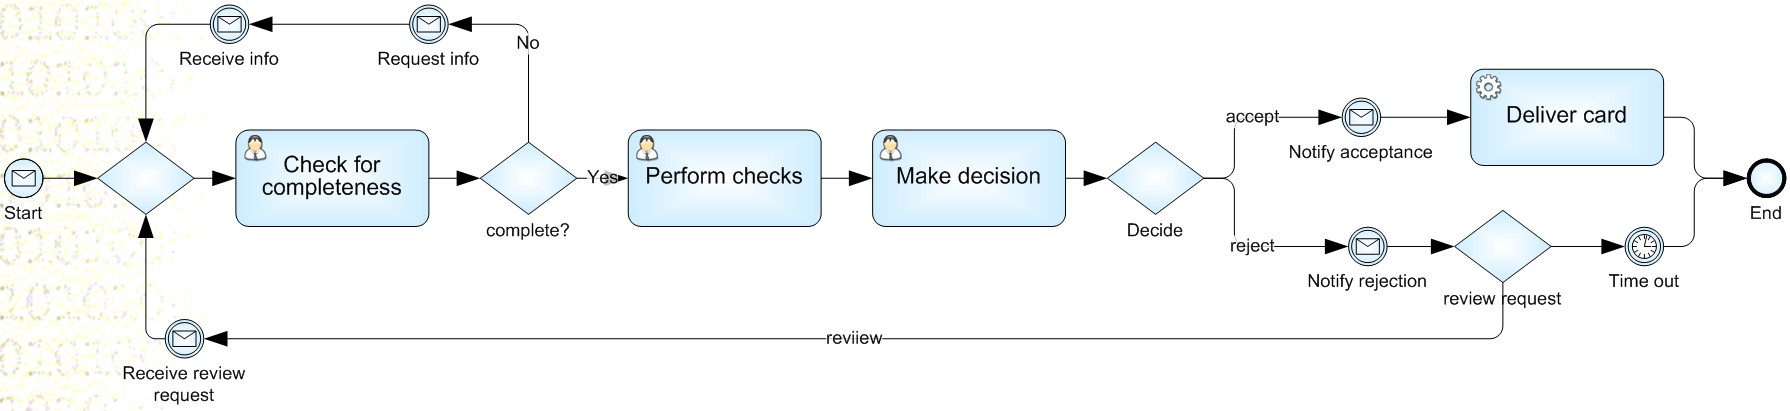 Receive info
Request info
No
Start
Check for
completeness
complete?
Yes
Perform checks
Make decision
Decide
accept
Notify acceptance
Deliver card
reject
Notify rejection
review request
Time out
End
reviiew
Receive review
request